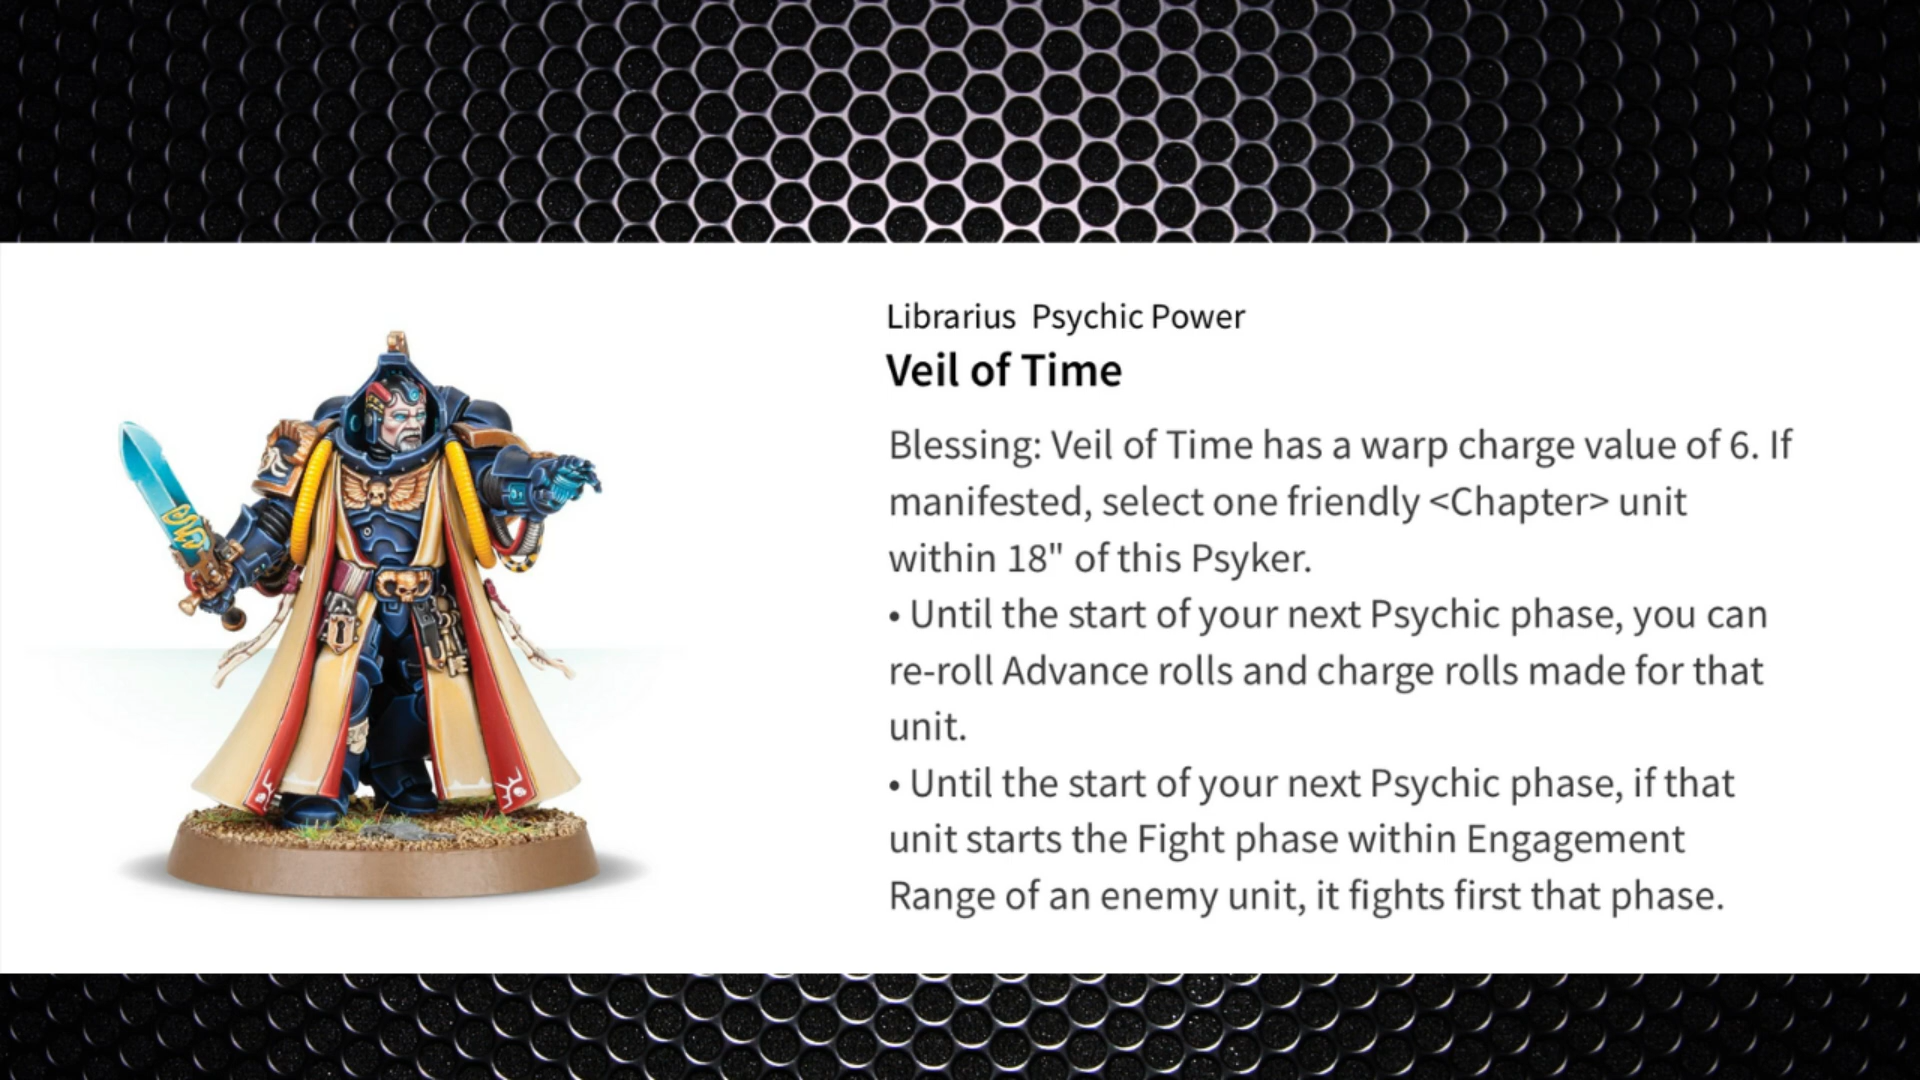 Librarius Psychic Power
Veil of Time
Blessing: Veil of Time has a warp charge value of 6. If
manifested, select one friendly <Chapter> unit
within 18" of this Psyker.
• Until the start of your next Psychic phase, you can
re-roll Advance rolls and charge rolls made for that
unit.
• Until the start of your next Psychic phase, if that
unit starts the Fight phase within Engagement
Range of an enemy unit, it fights first that phase.